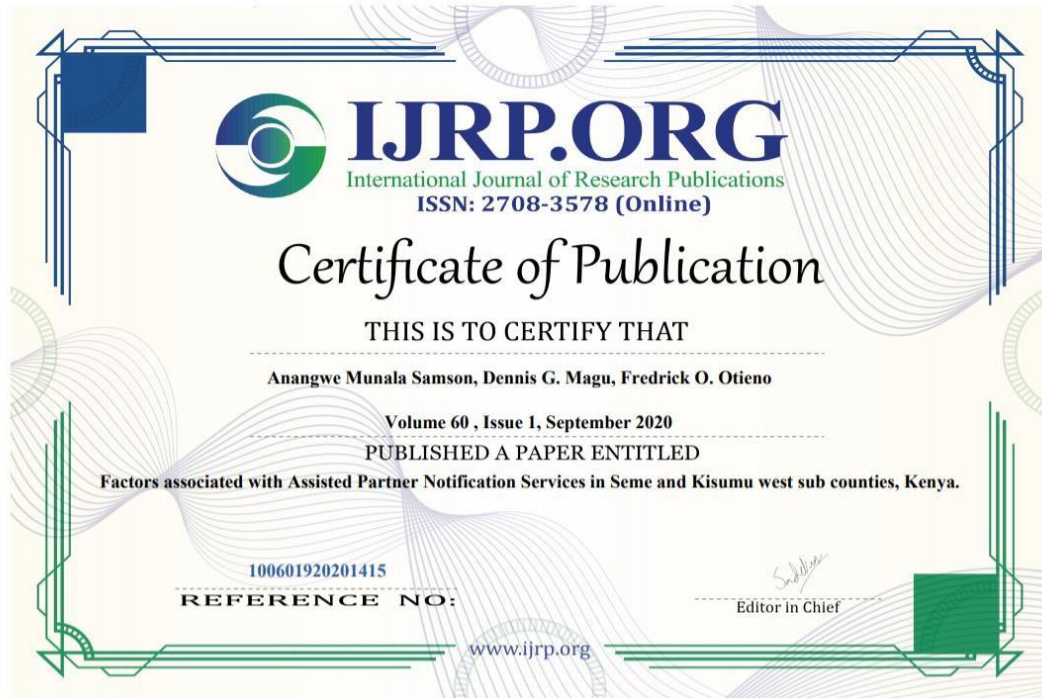 IJRP.ORG
International Journal of Research Publications
ISSN: 2708-3578 (Online)
Certificate of Publication
THIS IS TO CERTIFY THAT
Anangwe Munala Samson, Dennis G. Magu, Fredrick O. Otieno
Volume 60 , Issue 1, September 2020
PUBLISHED A PAPER ENTITLED
Factors associated with Assisted Partner Notification Services in Seme and Kisumu west sub counties, Kenya.
100601920201415
REFERENCE NO:
Editor in Chief
www.ijrp.org